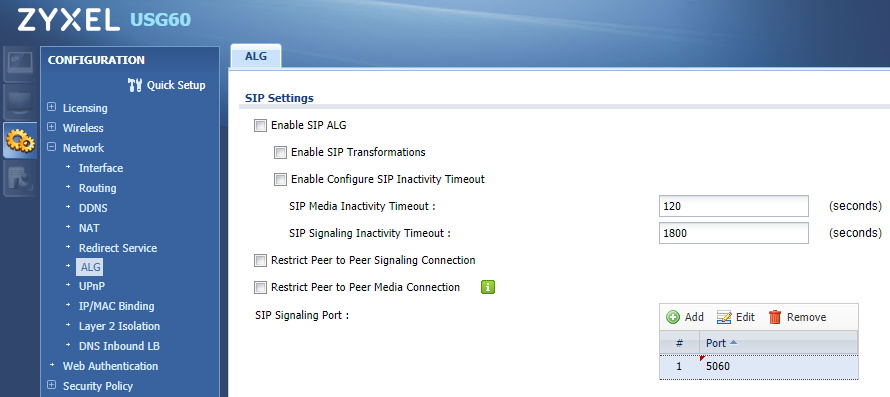 ZYXEL USG60
CONFIGURATION
Quick Setup
Licensing
Wireless
Network
Interface
Routing
DDNS
NAT
Redirect Service
ALG
UPnP
IP/MAC Binding
Layer 2 Isolation
DNS Inbound LB
Web Authentication
Security Policy
ALG
SIP Settings
Enable SIP ALG
Enable SIP Transformations
Enable Configure SIP Inactivity Timeout
SIP Media Inactivity Timeout : 120 (seconds)
SIP Signaling Inactivity Timeout : 1800 (seconds)
Restrict Peer to Peer Signaling Connection
Restrict Peer to Peer Media Connection
SIP Signaling Port :
Add Edit Remove
# Port
1 5060